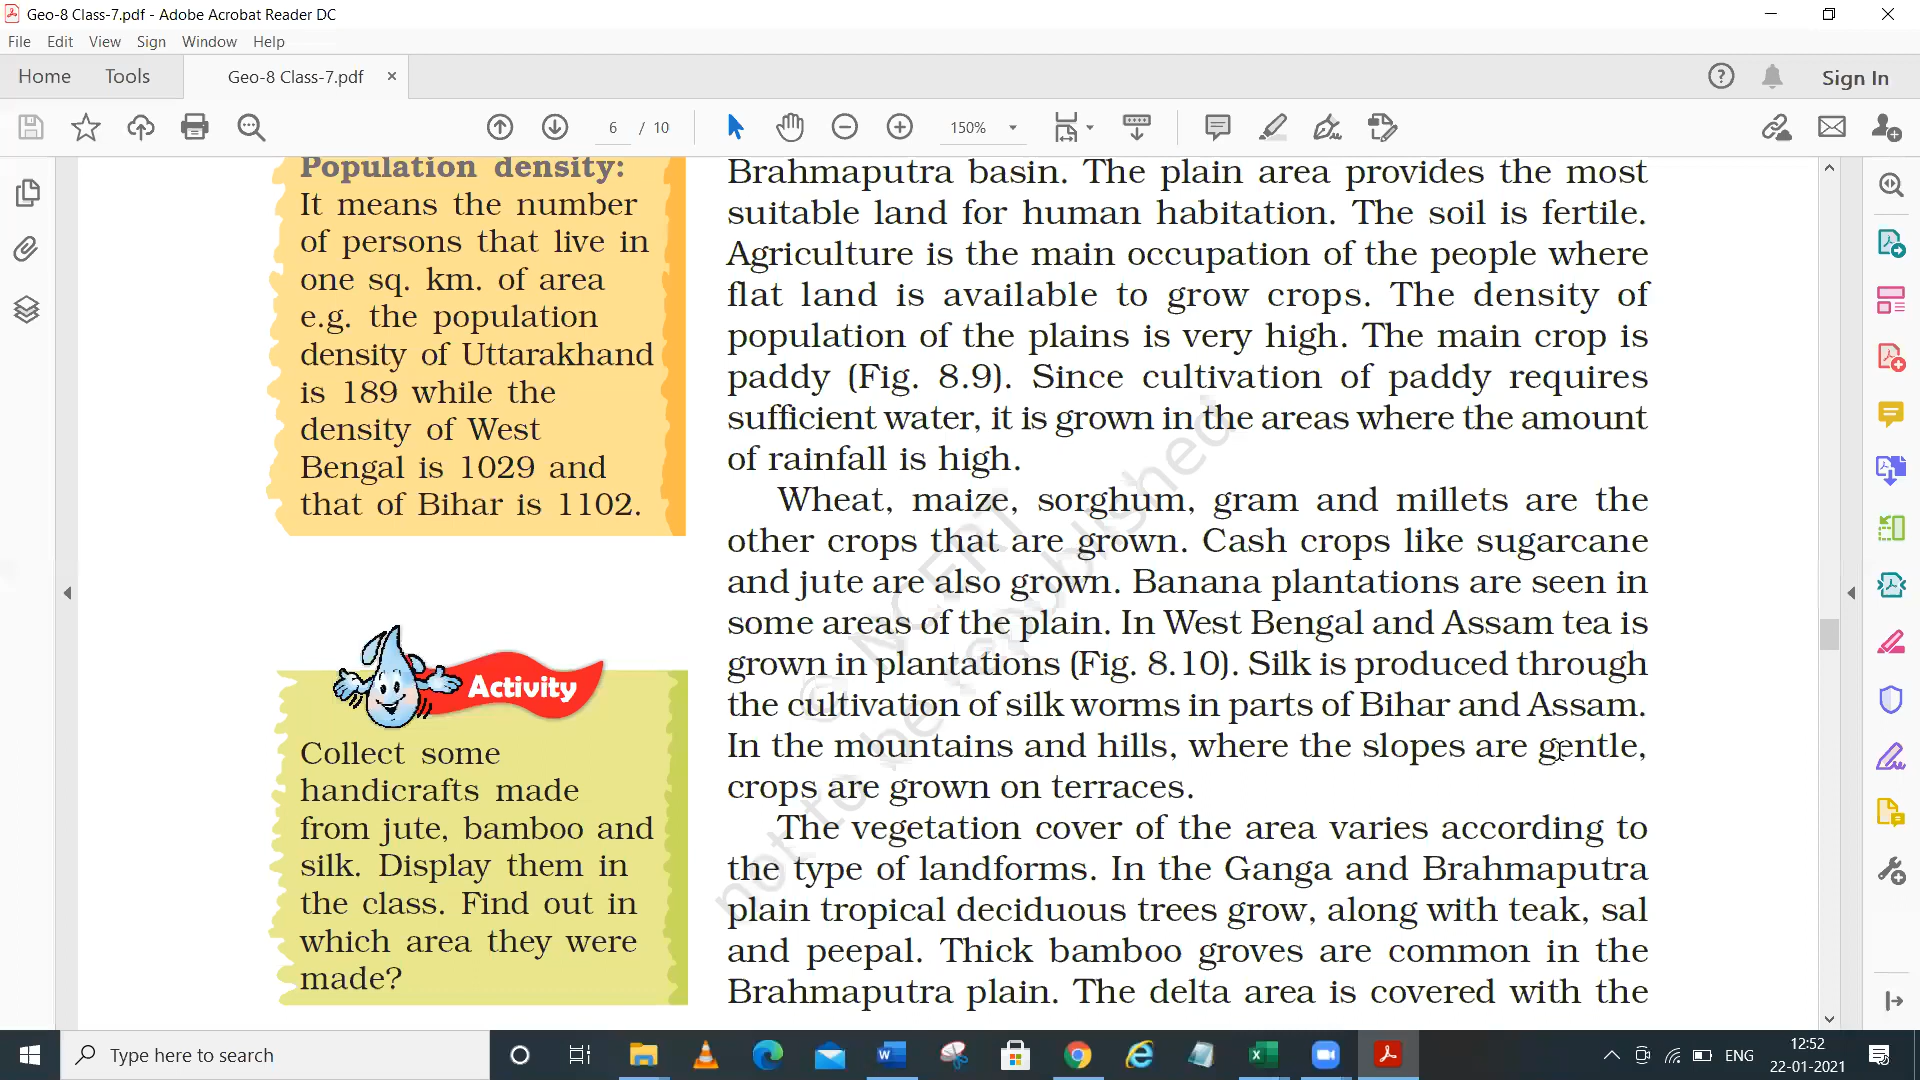 Geo-8 Class-7.pdf - Adobe Acrobat Reader DC
File Edit View Sign Window Help
Home Tools Geo-8 Class-7.pdf × Sign In
6 / 10 150%
Population density:
It means the number
of persons that live in
one sq. km. of area
e.g. the population
density of Uttarakhand
is 189 while the
density of West
Bengal is 1029 and
that of Bihar is 1102.
Activity
Collect some
handicrafts made
from jute, bamboo and
silk. Display them in
the class. Find out in
which area they were
made?
Brahmaputra basin. The plain area provides the most
suitable land for human habitation. The soil is fertile.
Agriculture is the main occupation of the people where
flat land is available to grow crops. The density of
population of the plains is very high. The main crop is
paddy (Fig. 8.9). Since cultivation of paddy requires
sufficient water, it is grown in the areas where the amount
of rainfall is high.
Wheat, maize, sorghum, gram and millets are the
other crops that are grown. Cash crops like sugarcane
and jute are also grown. Banana plantations are seen in
some areas of the plain. In West Bengal and Assam tea is
grown in plantations (Fig. 8.10). Silk is produced through
the cultivation of silk worms in parts of Bihar and Assam.
In the mountains and hills, where the slopes are gentle,
crops are grown on terraces.
The vegetation cover of the area varies according to
the type of landforms. In the Ganga and Brahmaputra
plain tropical deciduous trees grow, along with teak, sal
and peepal. Thick bamboo groves are common in the
Brahmaputra plain. The delta area is covered with the
© NCERT
not to be republished
Type here to search
ENG
12:52
22-01-2021